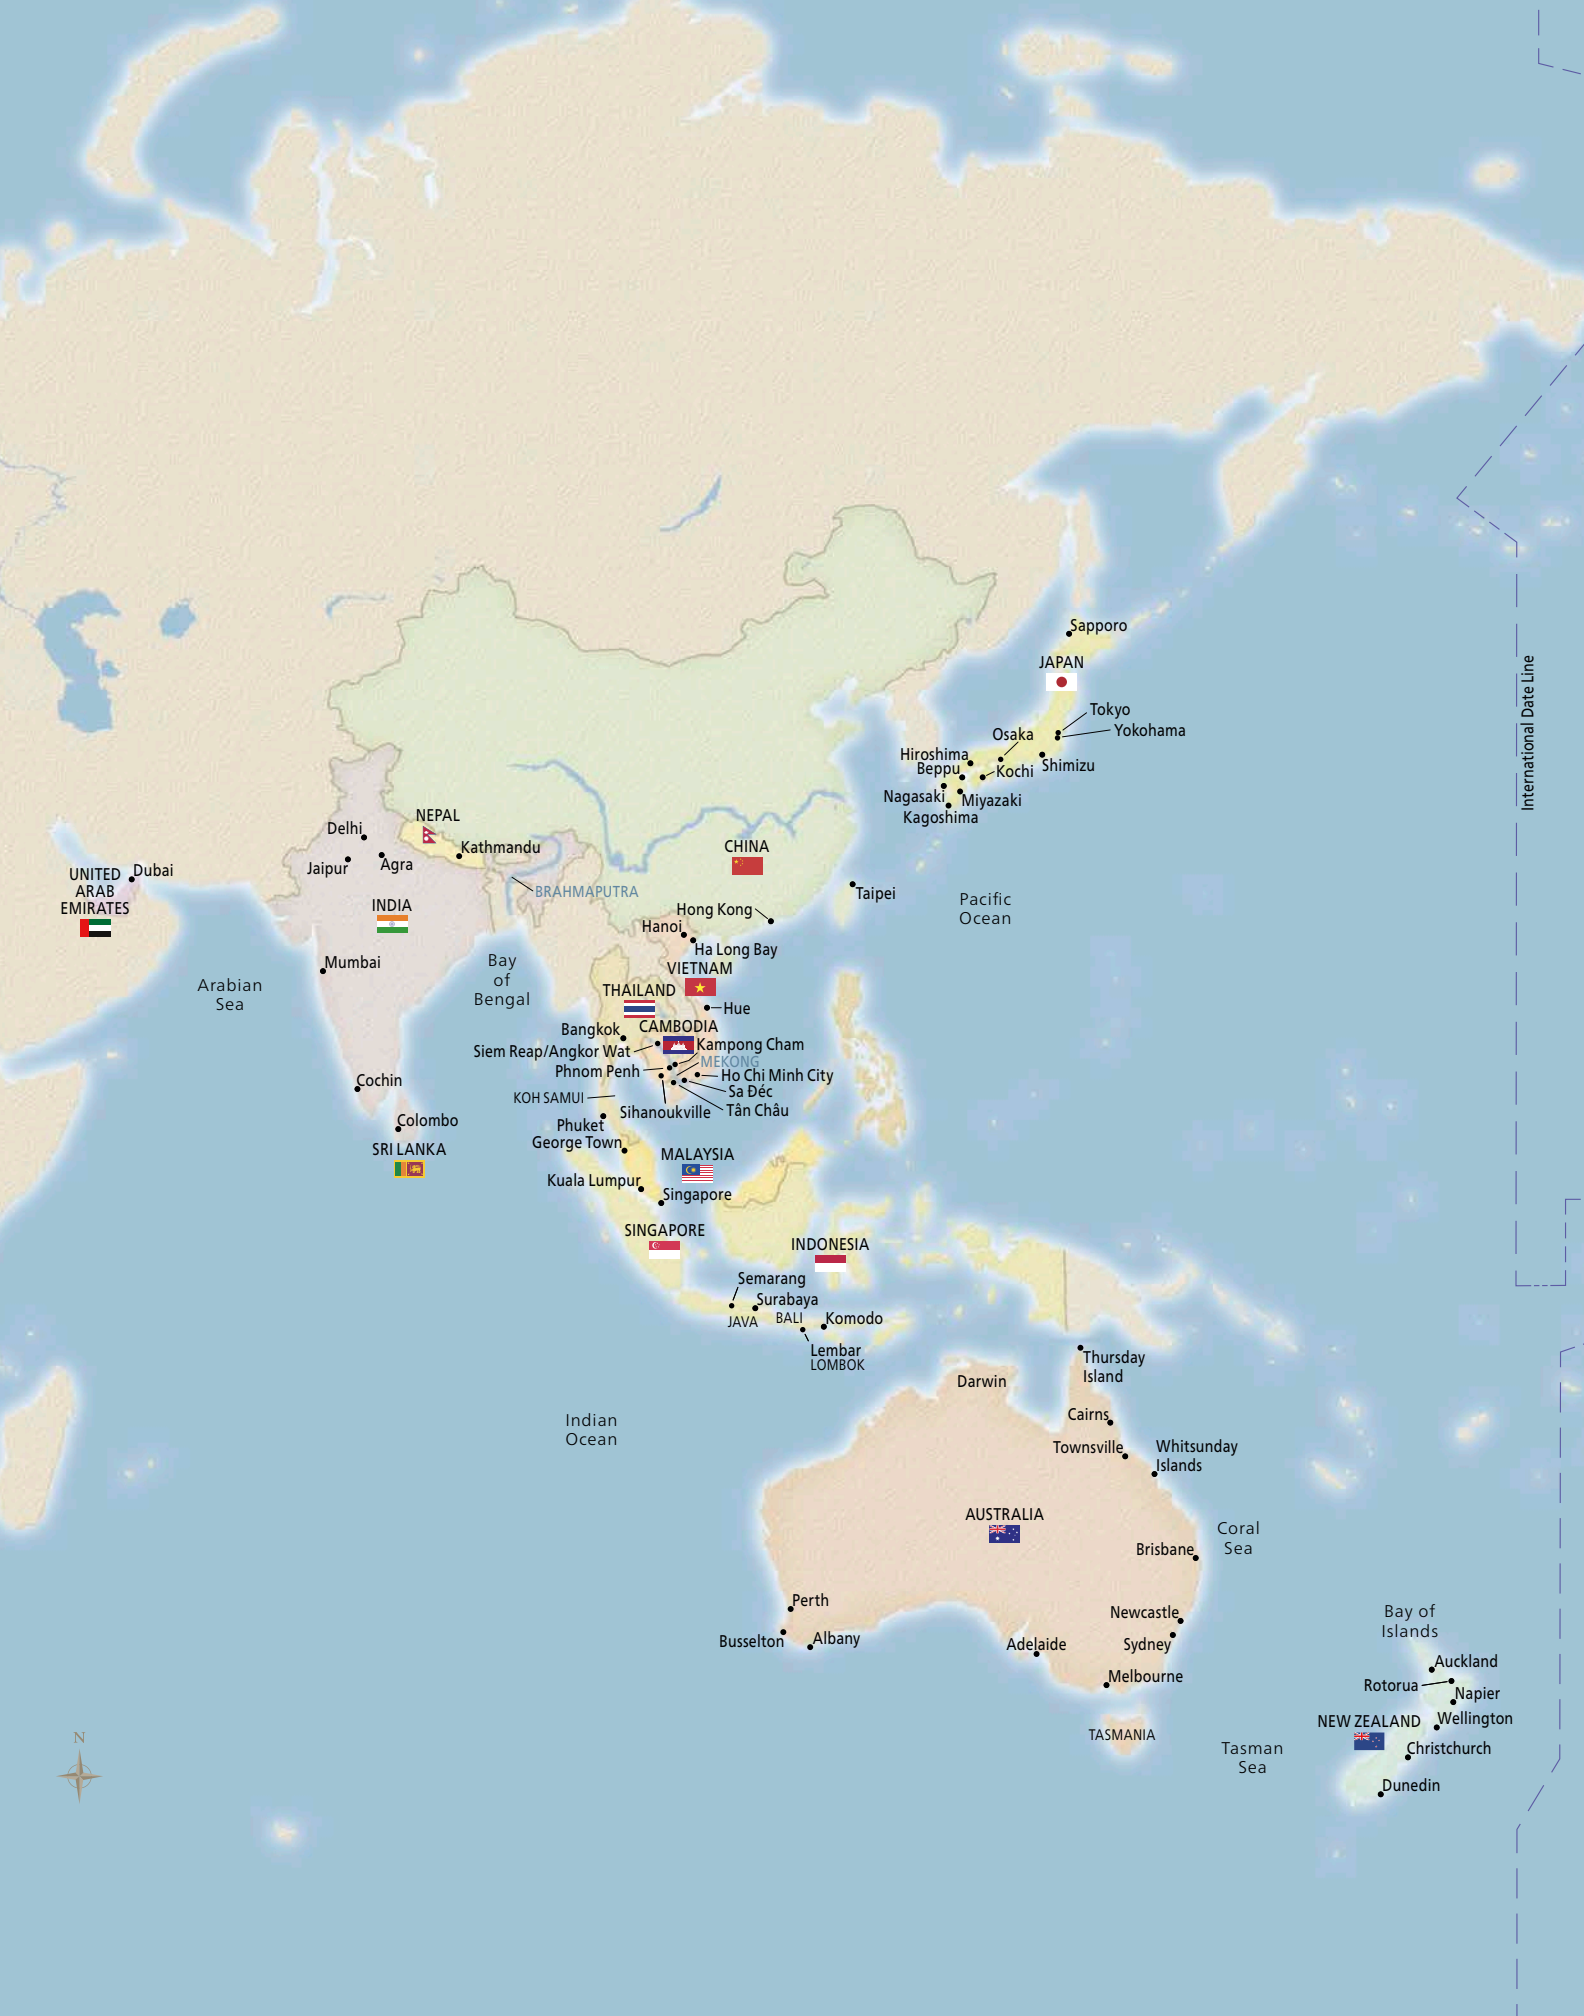 Sapporo
JAPAN
Tokyo
Yokohama
Osaka
Hiroshima
Shimizu
Beppu
Kochi
Nagasaki
Miyazaki
Kagoshima
International Date Line
NEPAL
Delhi
Kathmandu
CHINA
Jaipur
Agra
Dubai
UNITED
ARAB
EMIRATES
BRAHMAPUTRA
Taipei
INDIA
Hong Kong
Pacific
Ocean
Hanoi
Ha Long Bay
Mumbai
Bay
of
Bengal
VIETNAM
Arabian
Sea
THAILAND
Hue
Bangkok
CAMBODIA
Siem Reap/Angkor Wat
Kampong Cham
MEKONG
Phnom Penh
Ho Chi Minh City
Cochin
Sa Đéc
KOH SAMUI
Sihanoukville
Tân Châu
Colombo
Phuket
SRI LANKA
George Town
MALAYSIA
Kuala Lumpur
Singapore
SINGAPORE
INDONESIA
Semarang
Surabaya
JAVA
BALI
Komodo
Lembar
LOMBOK
Thursday
Island
Darwin
Indian
Ocean
Cairns
Townsville
Whitsunday
Islands
AUSTRALIA
Coral
Sea
Brisbane
Perth
Newcastle
Bay of
Islands
Busselton
Albany
Adelaide
Sydney
Melbourne
Auckland
Rotorua
Napier
NEW ZEALAND
Wellington
TASMANIA
Tasman
Sea
Christchurch
Dunedin
N